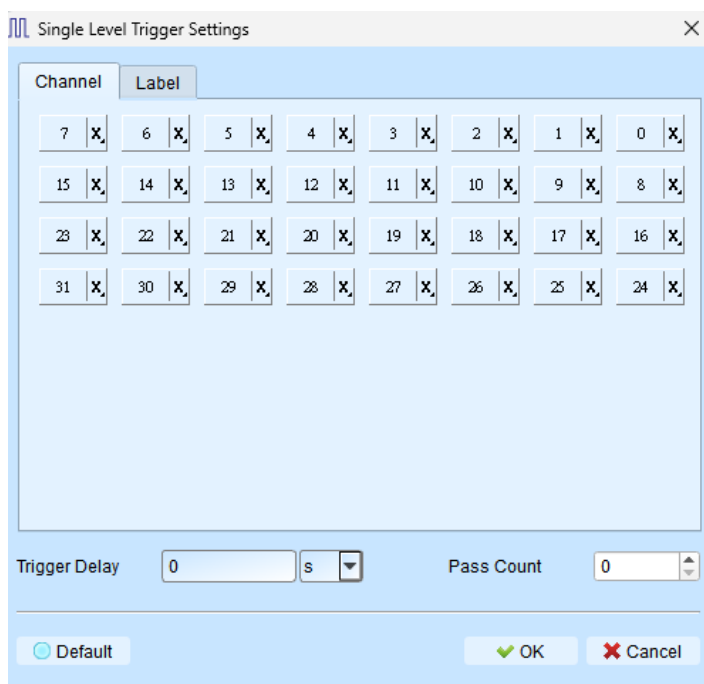 Single Level Trigger Settings
Channel Label
7 X 6 X 5 X 4 X 3 X 2 X 1 X 0 X
15 X 14 X 13 X 12 X 11 X 10 X 9 X 8 X
23 X 22 X 21 X 20 X 19 X 18 X 17 X 16 X
31 X 30 X 29 X 28 X 27 X 26 X 25 X 24 X
Trigger Delay 0 s Pass Count 0
Default OK Cancel